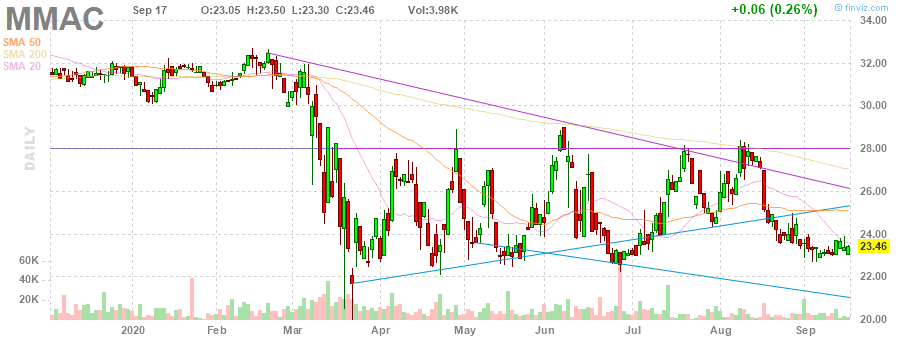 MMAC Sep 17 O:23.05 H:23.50 L:23.30 C:23.46 Vol:3.98K +0.06 (0.26%) © finviz.com
SMA 50
SMA 200
SMA 20
DAILY
34.00
32.00
30.00
28.00
26.00
24.00
23.46
22.00
20.00
60K
40K
20K
2020 Feb Mar Apr May Jun Jul Aug Sep